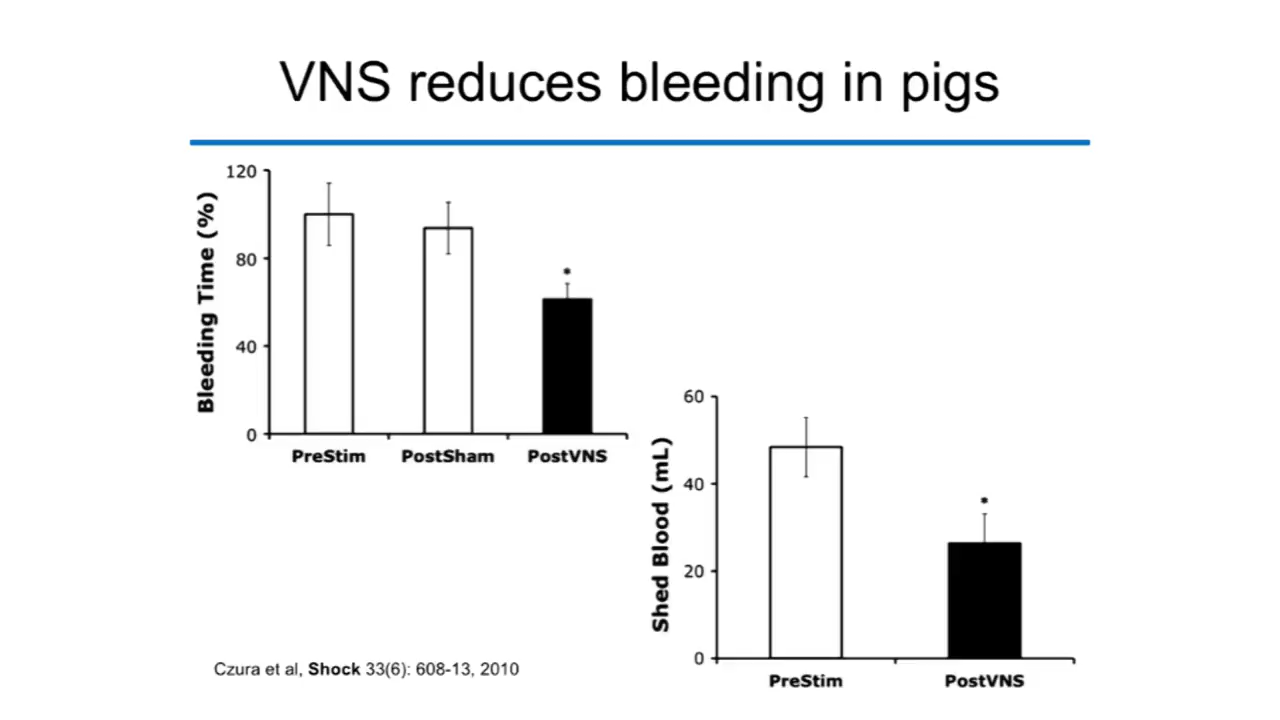 VNS reduces bleeding in pigs
Bleeding Time (%)
120
80
40
0
*
PreStim PostSham PostVNS
Shed Blood (mL)
60
40
20
0
*
PreStim PostVNS
Czura et al, Shock 33(6): 608-13, 2010